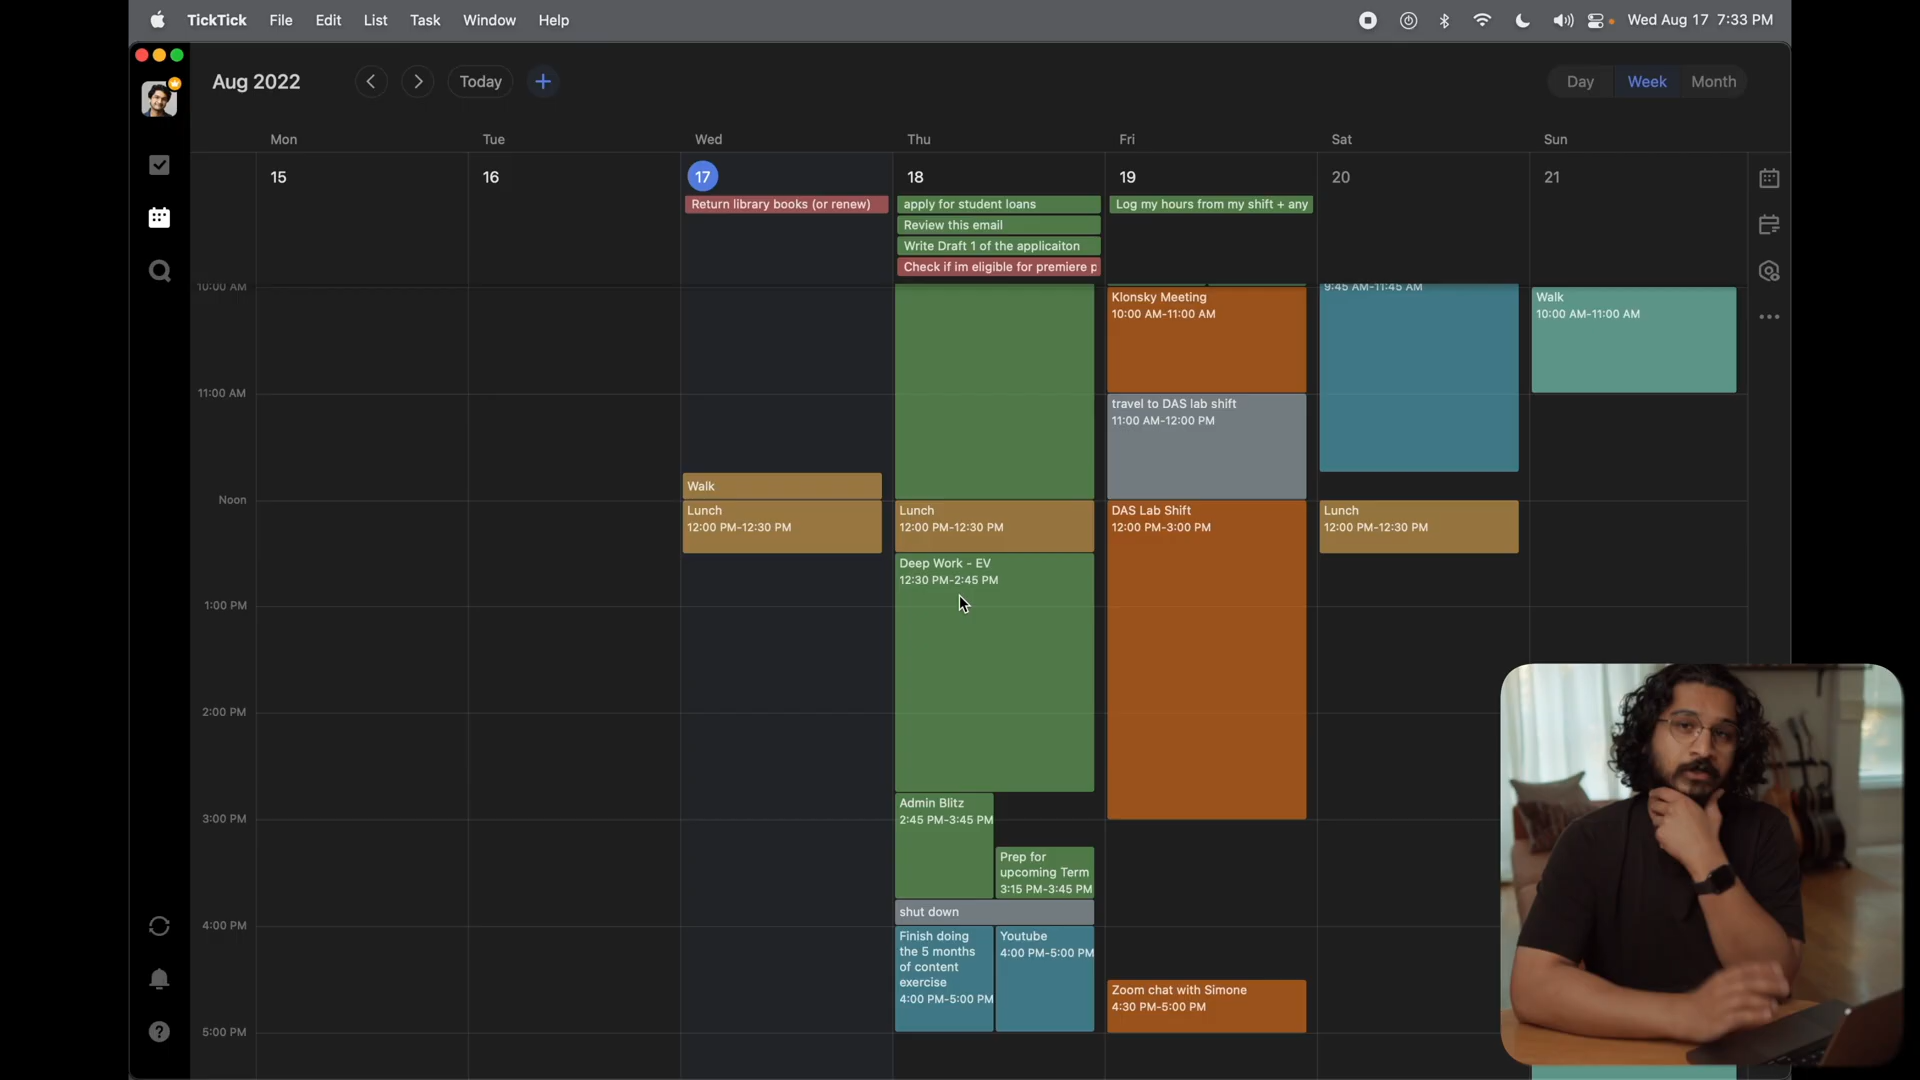 TickTick File Edit List Task Window Help Wed Aug 17 7:33 PM
Aug 2022 Today Day Week Month
Mon Tue Wed Thu Fri Sat Sun
15 16 17 18 19 20 21
Return library books (or renew)
apply for student loans
Review this email
Write Draft 1 of the applicaiton
Check if im eligible for premiere p
Log my hours from my shift + any
10:00 AM
11:00 AM
Noon
1:00 PM
2:00 PM
3:00 PM
4:00 PM
5:00 PM
Walk
Lunch
12:00 PM-12:30 PM
Lunch
12:00 PM-12:30 PM
Deep Work - EV
12:30 PM-2:45 PM
Admin Blitz
2:45 PM-3:45 PM
Prep for
upcoming Term
3:15 PM-3:45 PM
shut down
Finish doing
the 5 months
of content
exercise
4:00 PM-5:00 PM
Youtube
4:00 PM-5:00 PM
Klonsky Meeting
10:00 AM-11:00 AM
travel to DAS lab shift
11:00 AM-12:00 PM
DAS Lab Shift
12:00 PM-3:00 PM
Zoom chat with Simone
4:30 PM-5:00 PM
9:45 AM-11:45 AM
Lunch
12:00 PM-12:30 PM
Walk
10:00 AM-11:00 AM